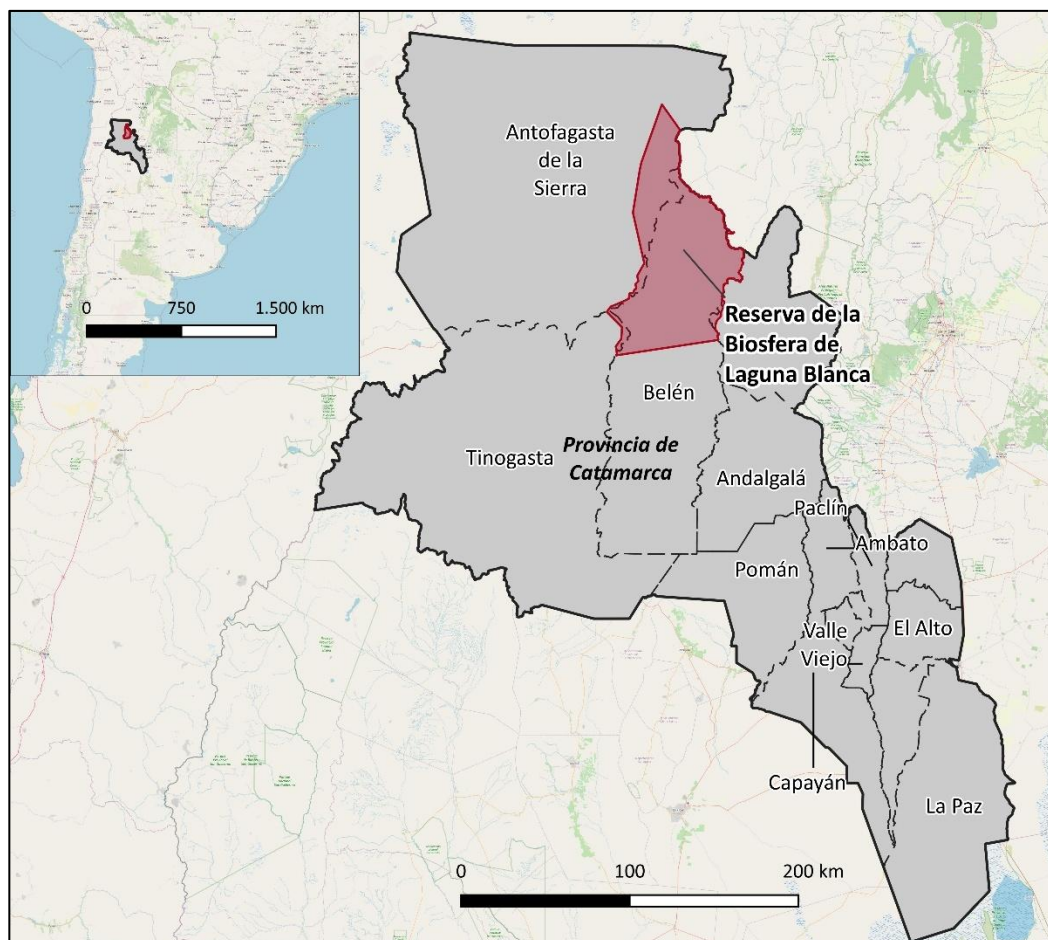 0
750
1.500 km
Antofagasta
de la
Sierra
Reserva de la
Biosfera de
Laguna Blanca
Belén
Provincia de
Catamarca
Tinogasta
Andalgalá
Paclín
Ambato
Pomán
Valle
Viejo
El Alto
Capayán
La Paz
0
100
200 km